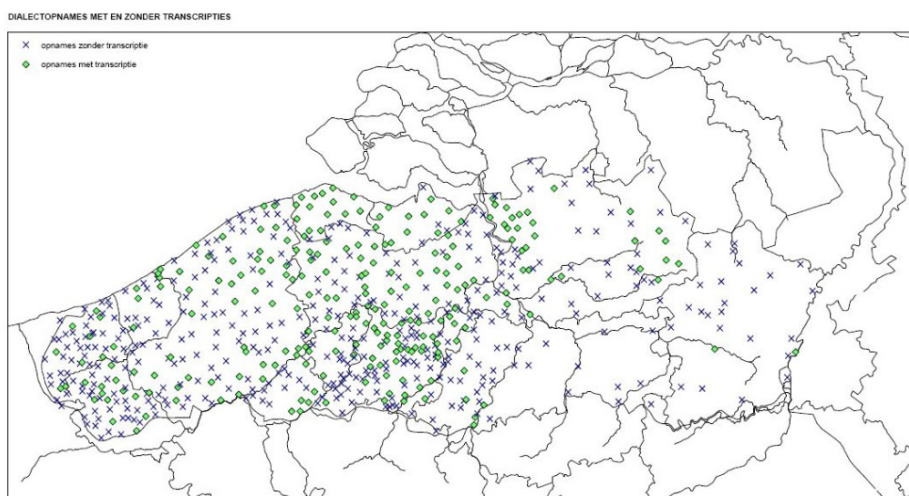 DIALECTOPNAMES MET EN ZONDER TRANSCRIPTIES
opnames zonder transcriptie
opnames met transcriptie